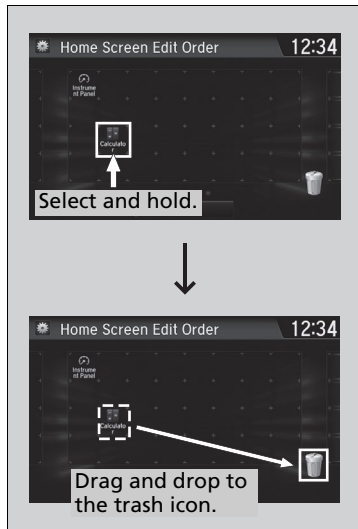 Home Screen Edit Order 12:34
Instrume
nt Panel
Calculato
r
Select and hold.
Home Screen Edit Order 12:34
Instrume
nt Panel
Calculato
r
Drag and drop to
the trash icon.